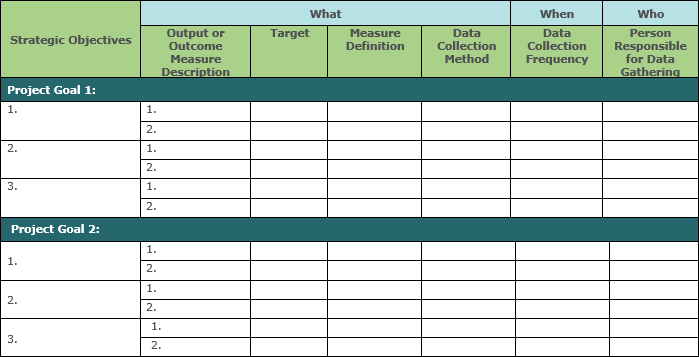 What When Who
Strategic Objectives
Output or Outcome Measure Description
Target
Measure Definition
Data Collection Method
Data Collection Frequency
Person Responsible for Data Gathering
Project Goal 1:
1. 1.
2.
2. 1.
2.
3. 1.
2.
Project Goal 2:
1. 1.
2.
2. 1.
2.
3. 1.
2.